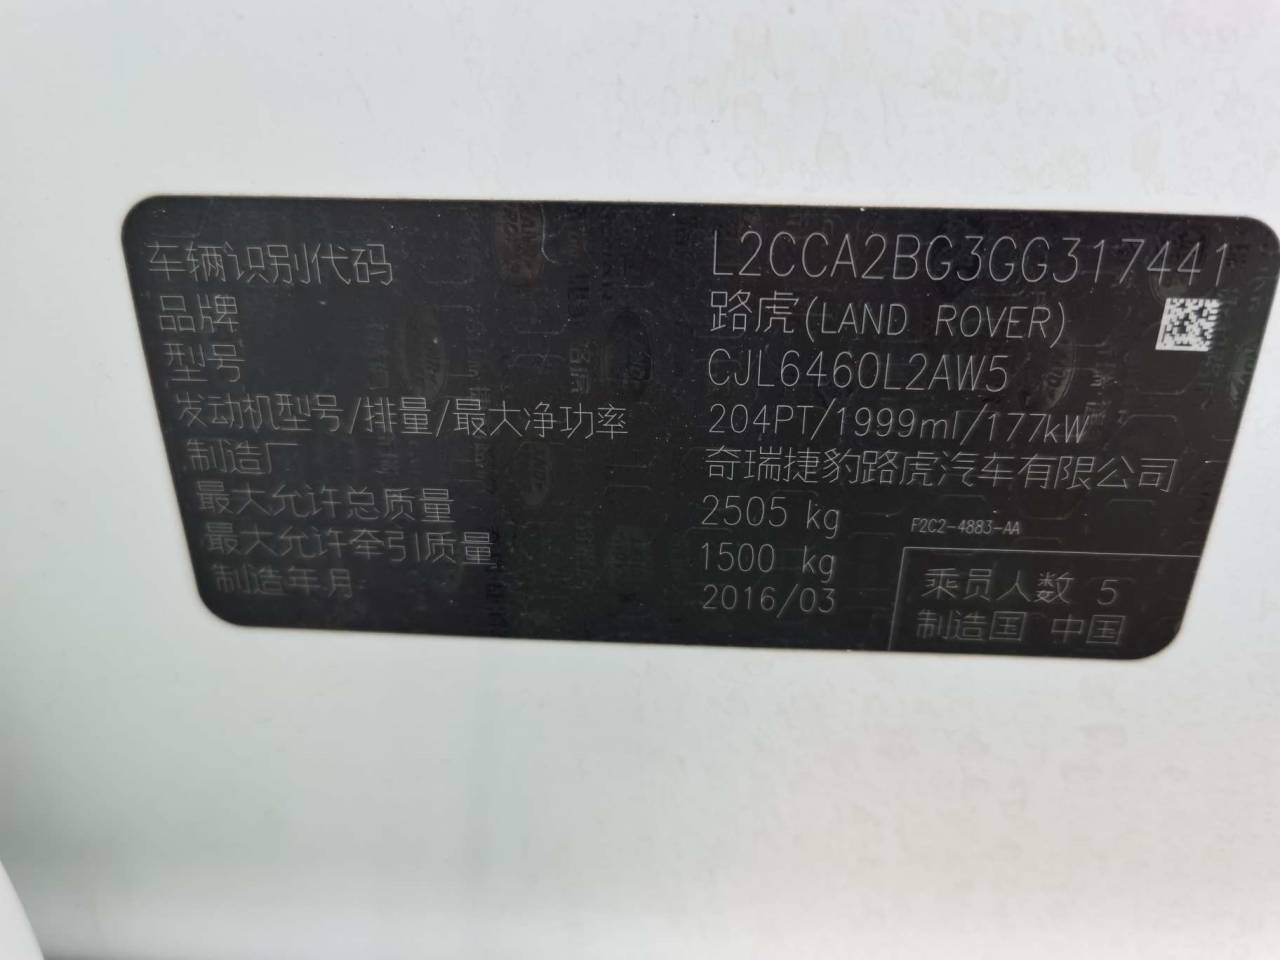 车辆识别代码 L2CCA2BG3GG317441
品牌 路虎(LAND ROVER)
型号 CJL6460L2AW5
发动机型号/排量/最大净功率 204PT/1999ml/177kW
制造厂 奇瑞捷豹路虎汽车有限公司
最大允许总质量 2505 kg
F2C2-4883-AA
最大允许牵引质量 1500 kg
制造年月 2016/03
乘员人数 5
制造国 中国